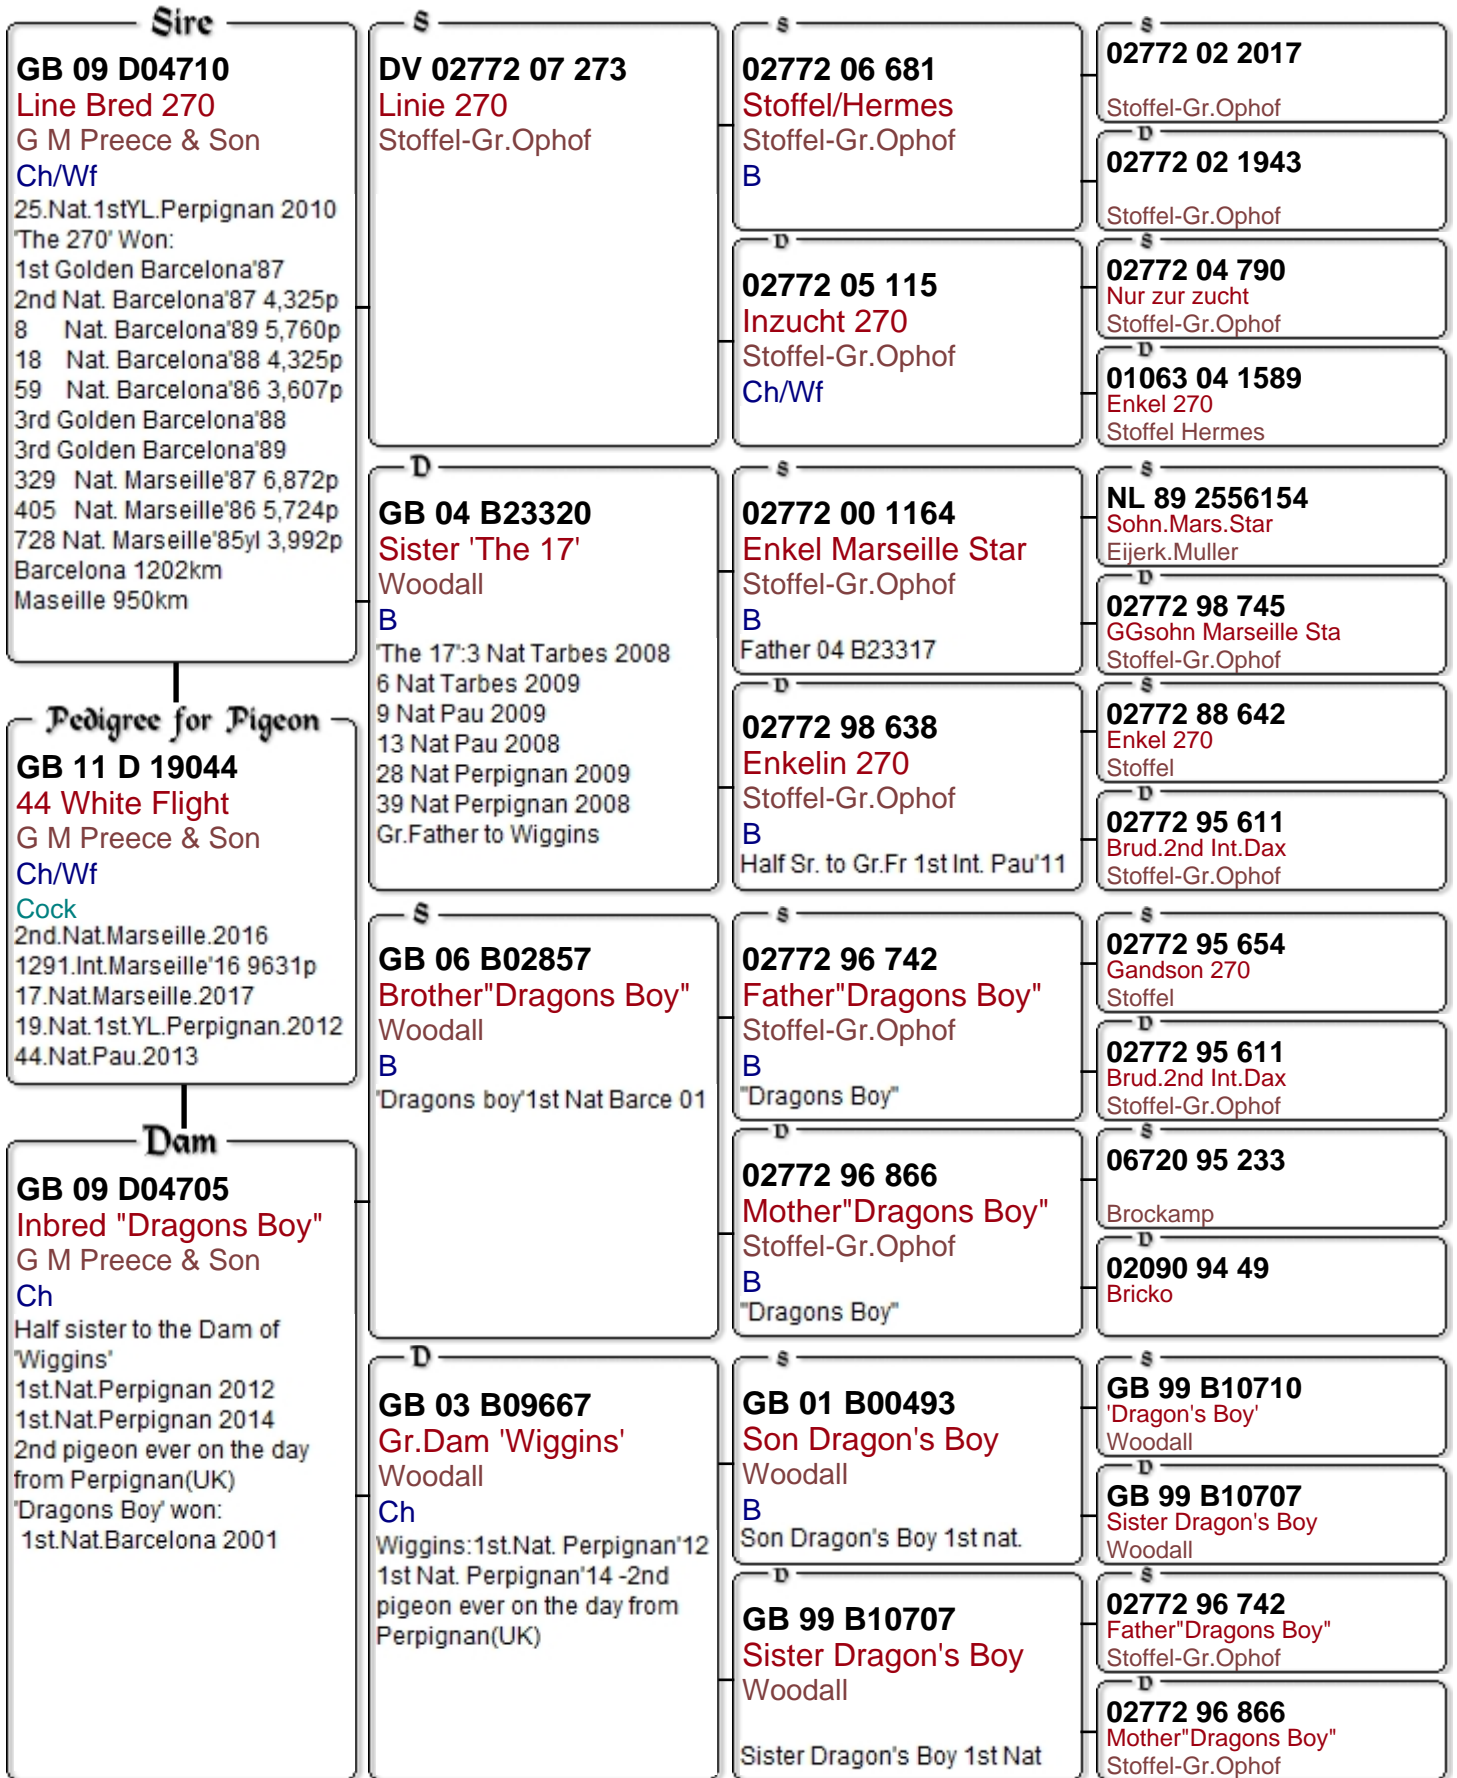 Sire
GB 09 D04710
Line Bred 270
G M Preece & Son
Ch/Wf
25.Nat.1stYL.Perpignan 2010
'The 270' Won:
1st Golden Barcelona'87
2nd Nat. Barcelona'87 4,325p
8 Nat. Barcelona'89 5,760p
18 Nat. Barcelona'88 4,325p
59 Nat. Barcelona'86 3,607p
3rd Golden Barcelona'88
3rd Golden Barcelona'89
329 Nat. Marseille'87 6,872p
405 Nat. Marseille'86 5,724p
728 Nat. Marseille'85yl 3,992p
Barcelona 1202km
Maseille 950km
Pedigree for Pigeon
GB 11 D 19044
44 White Flight
G M Preece & Son
Ch/Wf
Cock
2nd.Nat.Marseille.2016
1291.Int.Marseille'16 9631p
17.Nat.Marseille.2017
19.Nat.1st.YL.Perpignan.2012
44.Nat.Pau.2013
Dam
GB 09 D04705
Inbred "Dragons Boy"
G M Preece & Son
Ch
Half sister to the Dam of
'Wiggins'
1st.Nat.Perpignan 2012
1st.Nat.Perpignan 2014
2nd pigeon ever on the day
from Perpignan(UK)
'Dragons Boy' won:
1st.Nat.Barcelona 2001
S
DV 02772 07 273
Linie 270
Stoffel-Gr.Ophof
D
GB 04 B23320
Sister 'The 17'
Woodall
B
'The 17':3 Nat Tarbes 2008
6 Nat Tarbes 2009
9 Nat Pau 2009
13 Nat Pau 2008
28 Nat Perpignan 2009
39 Nat Perpignan 2008
Gr.Father to Wiggins
S
GB 06 B02857
Brother"Dragons Boy"
Woodall
B
'Dragons boy'1st Nat Barce 01
D
GB 03 B09667
Gr.Dam 'Wiggins'
Woodall
Ch
Wiggins:1st.Nat. Perpignan'12
1st Nat. Perpignan'14 -2nd
pigeon ever on the day from
Perpignan(UK)
S
02772 06 681
Stoffel/Hermes
Stoffel-Gr.Ophof
B
D
02772 05 115
Inzucht 270
Stoffel-Gr.Ophof
Ch/Wf
S
02772 00 1164
Enkel Marseille Star
Stoffel-Gr.Ophof
B
Father 04 B23317
D
02772 98 638
Enkelin 270
Stoffel-Gr.Ophof
B
Half Sr. to Gr.Fr 1st Int. Pau'11
S
02772 96 742
Father"Dragons Boy"
Stoffel-Gr.Ophof
B
"Dragons Boy"
D
02772 96 866
Mother"Dragons Boy"
Stoffel-Gr.Ophof
B
"Dragons Boy"
S
GB 01 B00493
Son Dragon's Boy
Woodall
B
Son Dragon's Boy 1st nat.
D
GB 99 B10707
Sister Dragon's Boy
Woodall
Sister Dragon's Boy 1st Nat
S
02772 02 2017
Stoffel-Gr.Ophof
D
02772 02 1943
Stoffel-Gr.Ophof
S
02772 04 790
Nur zur zucht
Stoffel-Gr.Ophof
D
01063 04 1589
Enkel 270
Stoffel Hermes
S
NL 89 2556154
Sohn.Mars.Star
Eijerk.Muller
D
02772 98 745
GGsohn Marseille Sta
Stoffel-Gr.Ophof
S
02772 88 642
Enkel 270
Stoffel
D
02772 95 611
Brud.2nd Int.Dax
Stoffel-Gr.Ophof
S
02772 95 654
Gandson 270
Stoffel
D
02772 95 611
Brud.2nd Int.Dax
Stoffel-Gr.Ophof
S
06720 95 233
Brockamp
D
02090 94 49
Bricko
S
GB 99 B10710
'Dragon's Boy'
Woodall
D
GB 99 B10707
Sister Dragon's Boy
Woodall
S
02772 96 742
Father"Dragons Boy"
Stoffel-Gr.Ophof
D
02772 96 866
Mother"Dragons Boy"
Stoffel-Gr.Ophof